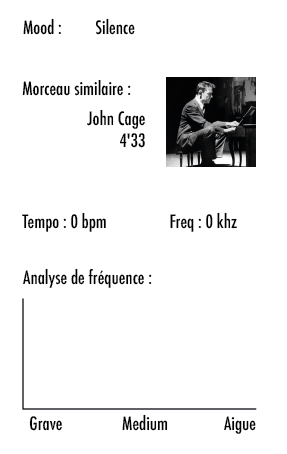 Mood : Silence
Morceau similaire :
John Cage
4'33
Tempo : 0 bpm Freq : 0 khz
Analyse de fréquence :
Grave Medium Aigue